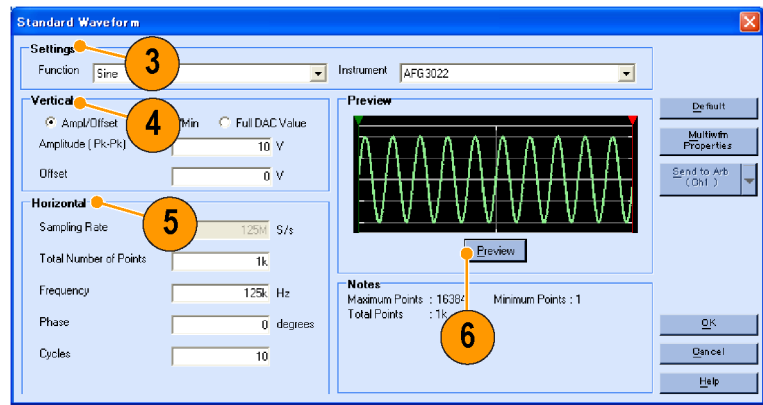 Standard Waveform
Settings
3
Function Sine
Instrument AFG3022
Vertical
4
Ampl/Offset /Min Full DAC Value
Amplitude ( Pk-Pk) 10 V
Offset 0 V
Preview
Default
Multiwfm
Properties
Send to Arb
(Ch1 )
Horizontal
5
Sampling Rate 125M S/s
Total Number of Points 1k
Frequency 125k Hz
Phase 0 degrees
Cycles 10
Preview
6
Notes
Maximum Points : 16384 Minimum Points : 1
Total Points : 1k
OK
Cancel
Help